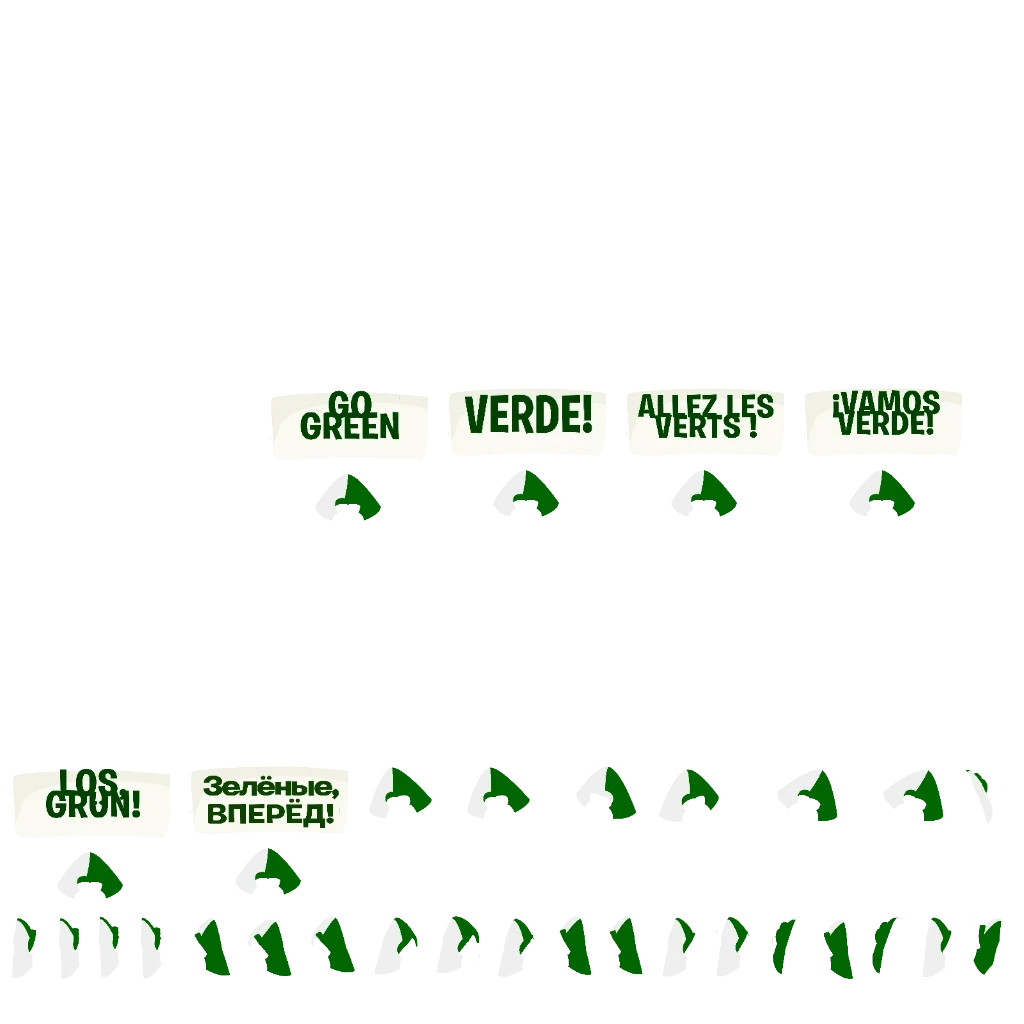 GO
GREEN
VERDE!
ALLEZ LES
VERTS !
¡VAMOS
VERDE!
LOS,
GRÜN!
Зелёные,
ВПЕРЁД!